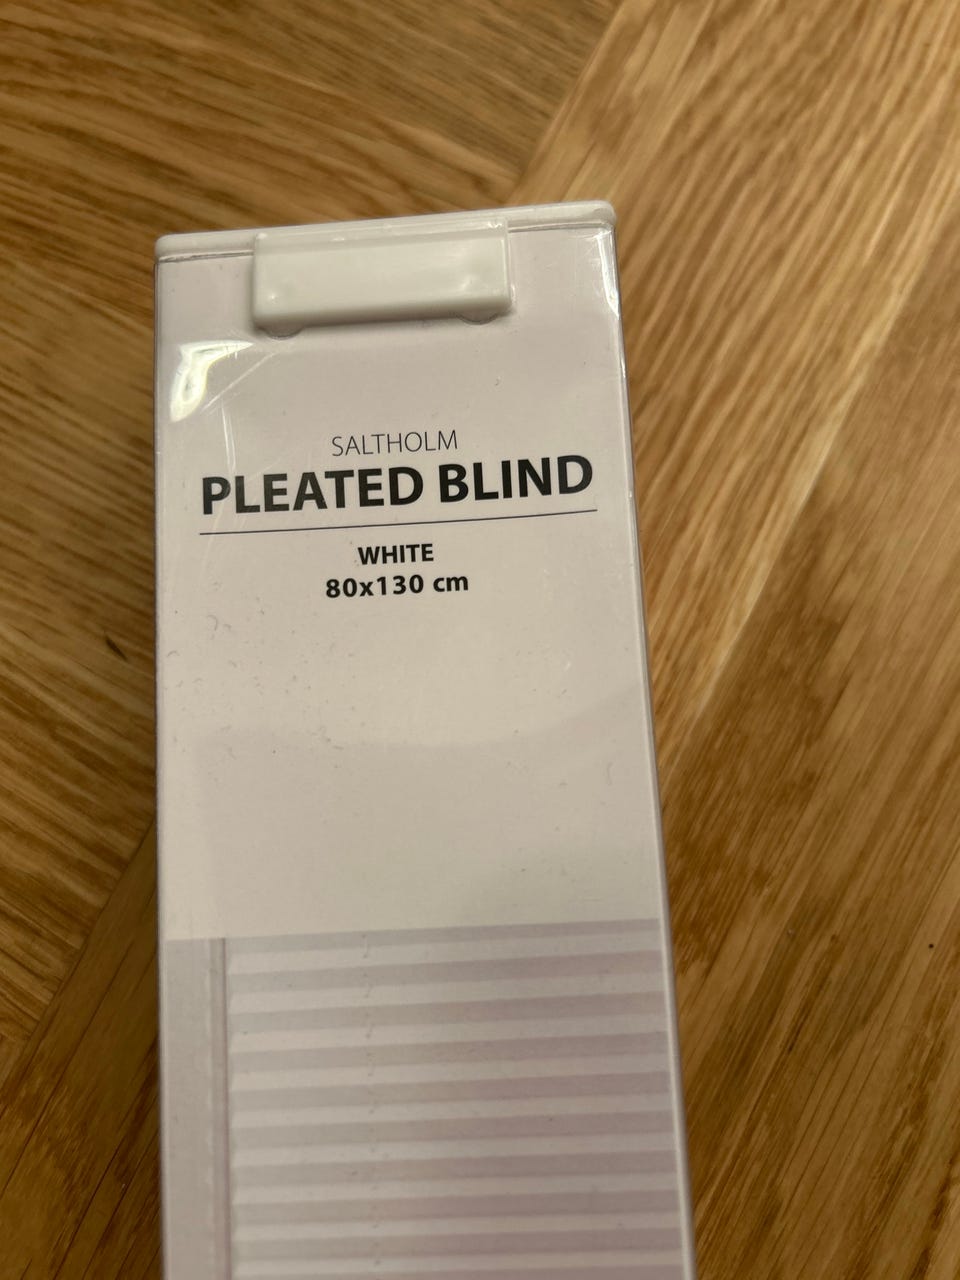 SALTHOLM
PLEATED BLIND
WHITE
80x130 cm